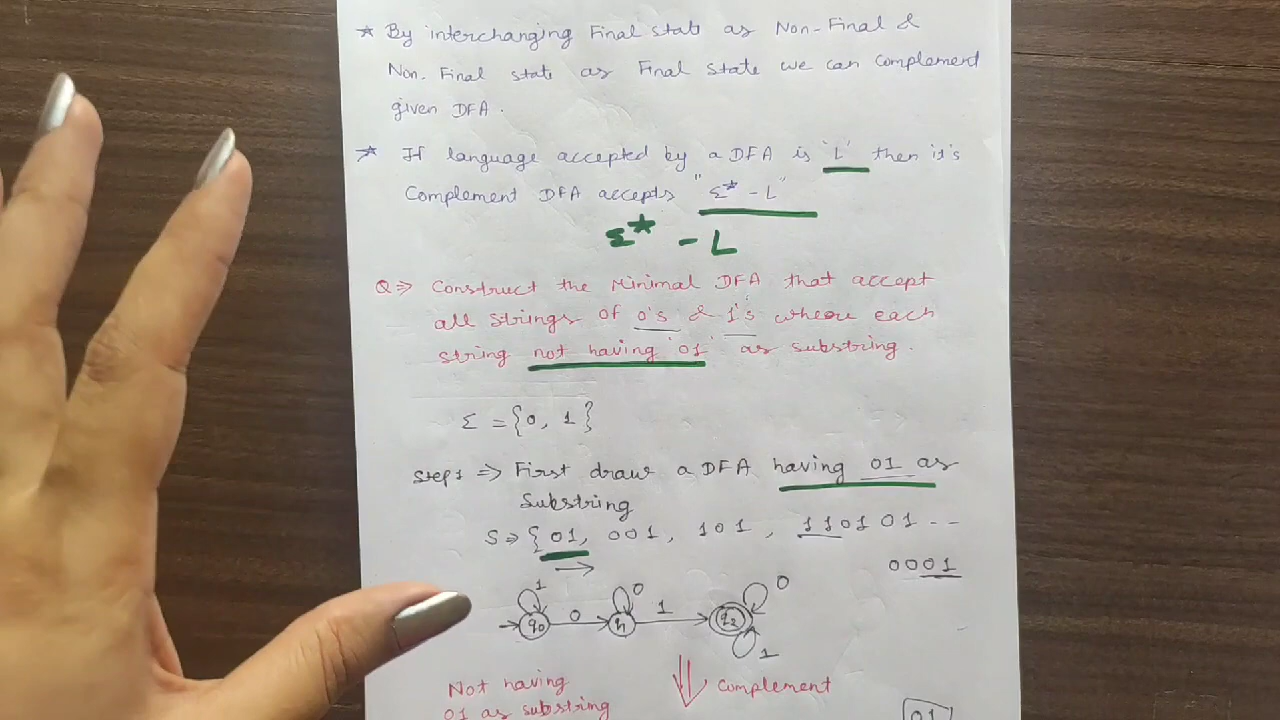 * By interchanging Final state as Non-Final &
Non-Final state as Final state we can complement
given DFA.
* If language accepted by a DFA is 'L' then it's
Complement DFA accepts "Σ* - L"
Σ* - L
Q⇒ Construct the Minimal DFA that accept
all strings of 0's & 1's where each
string not having '01' as substring.
Σ = {0, 1}
Step1 ⇒ First draw a DFA having 01 as
Substring
S⇒ {01, 001, 101, 110101--
0001
1 0 0
q0 0 q1 1 q2
1
Not having
01 as substring
complement
01